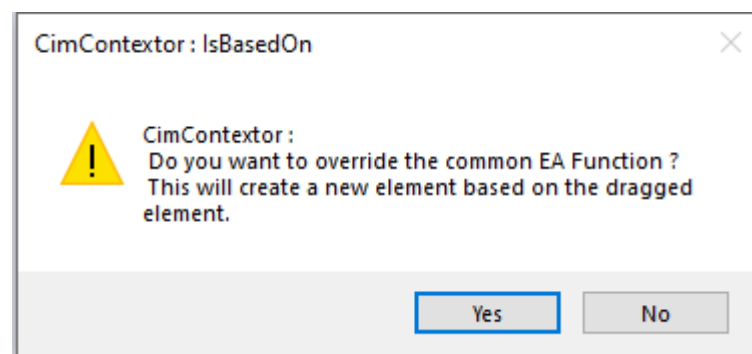 CimContextor : IsBasedOn
CimContextor :
Do you want to override the common EA Function ?
This will create a new element based on the dragged
element.
Yes
No